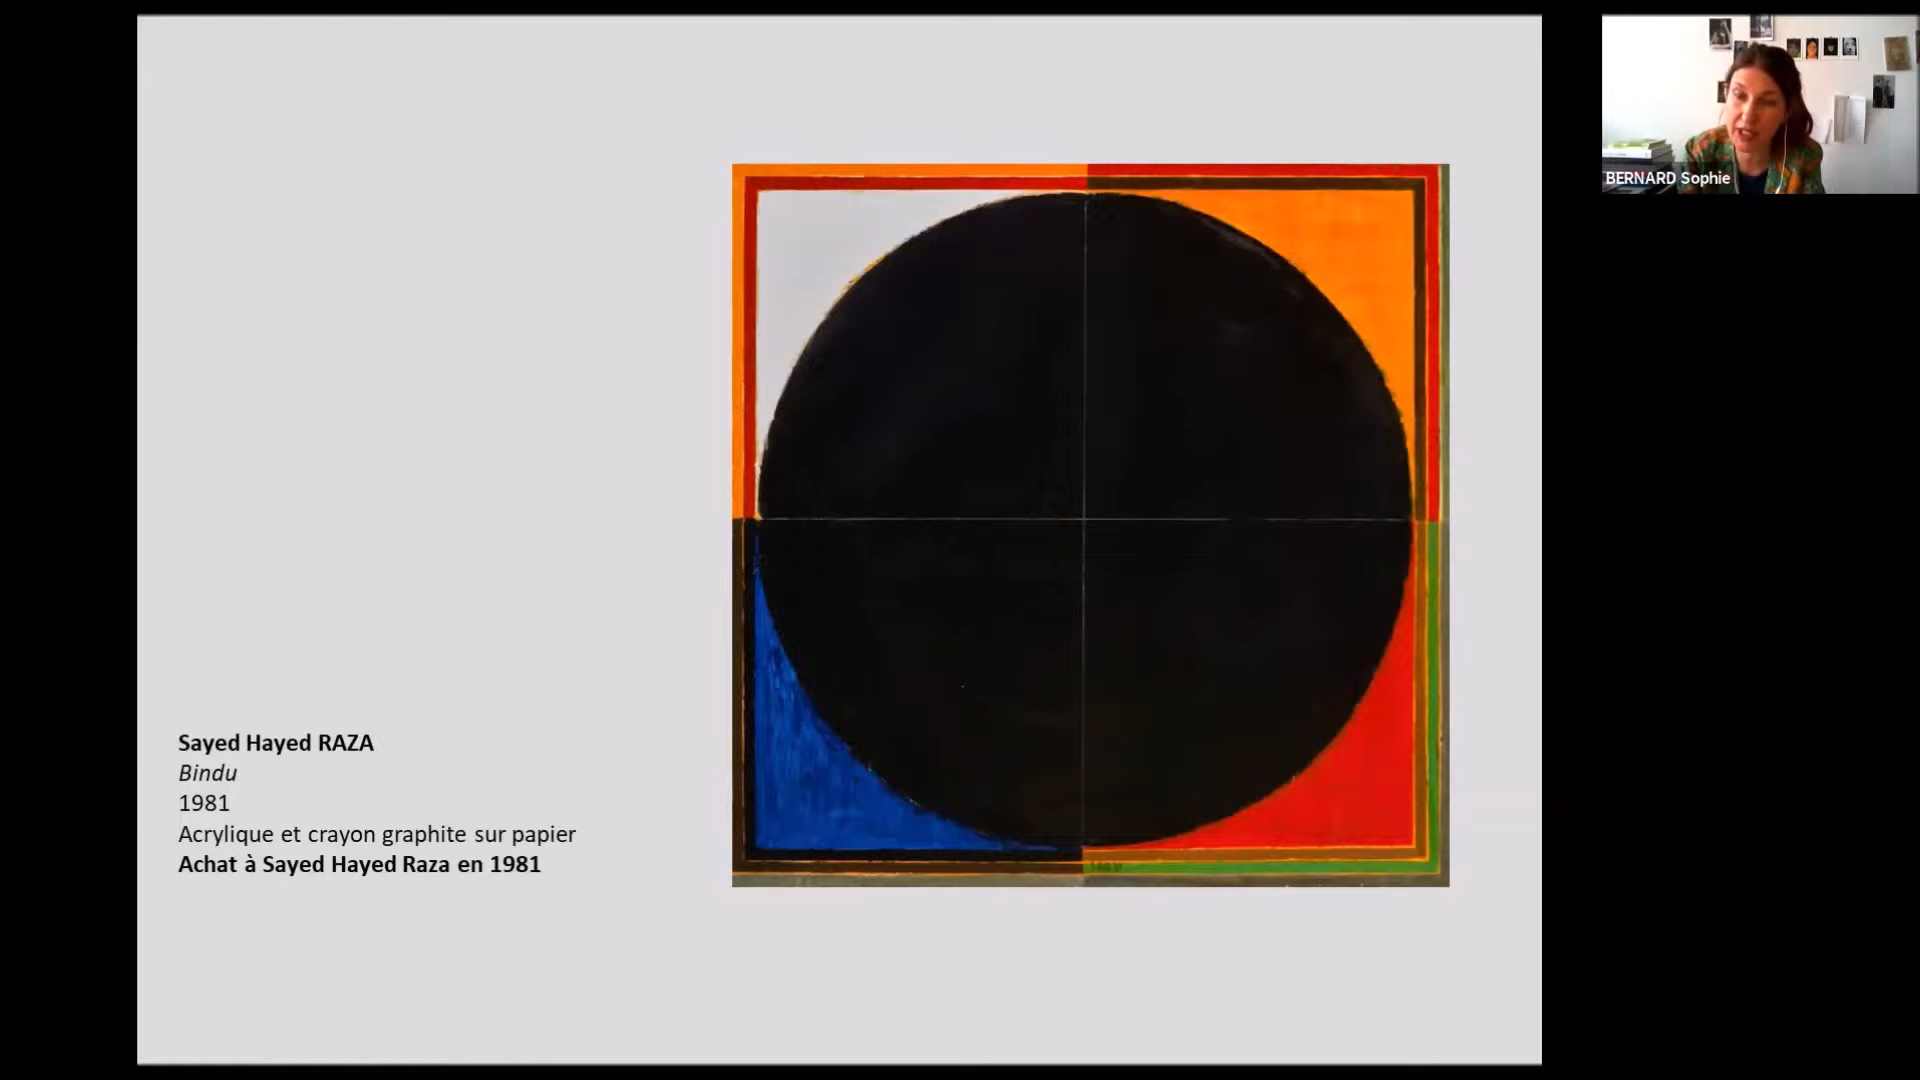 BERNARD Sophie
Sayed Hayed RAZA
Bindu
1981
Acrylique et crayon graphite sur papier
Achat à Sayed Hayed Raza en 1981